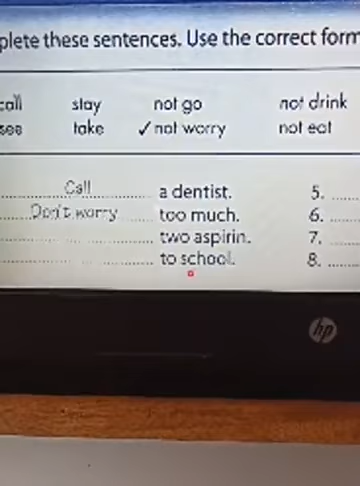 plete these sentences. Use the correct form
call stay not go not drink
see take ✓ not worry not eat
Call a dentist. 5.
Don't worry too much. 6.
two aspirin. 7.
to school. 8.
hp